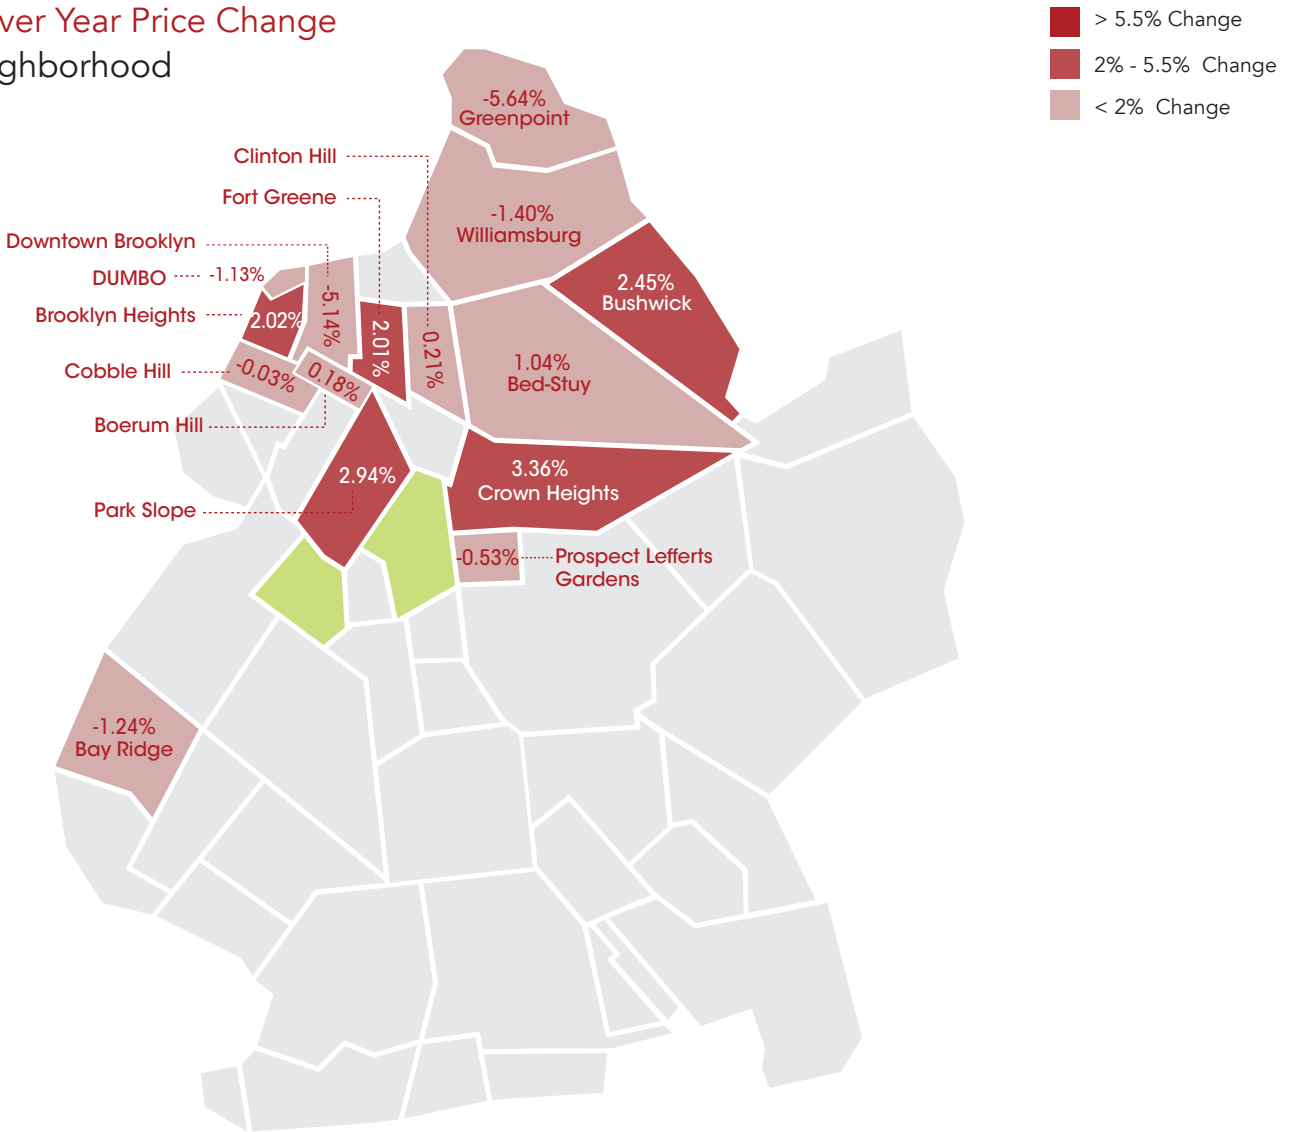 ver Year Price Change
ghborhood
> 5.5% Change
2% - 5.5% Change
< 2% Change
-5.64%
Greenpoint
Clinton Hill
Fort Greene
-1.40%
Williamsburg
Downtown Brooklyn
DUMBO
-1.13%
2.45%
Bushwick
Brooklyn Heights
2.02%
-5.14%
2.01%
0.21%
Cobble Hill
-0.03%
0.18%
1.04%
Bed-Stuy
Boerum Hill
2.94%
3.36%
Crown Heights
Park Slope
-0.53%
Prospect Lefferts
Gardens
-1.24%
Bay Ridge